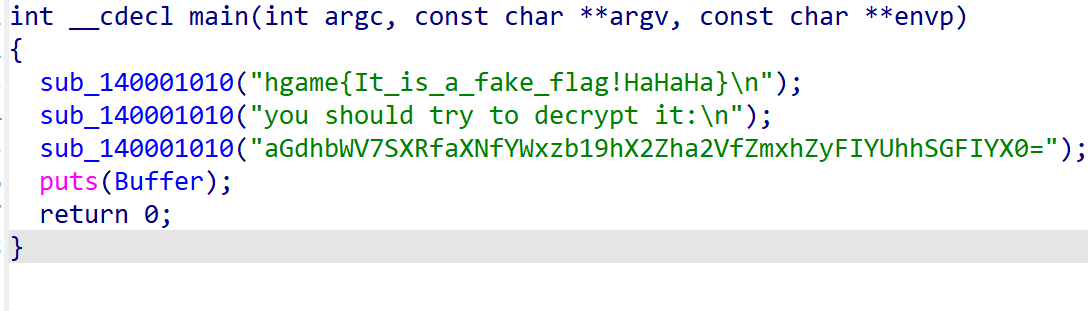 int __cdecl main(int argc, const char **argv, const char **envp)
{
  sub_140001010("hgame{It_is_a_fake_flag!HaHaHa}\n");
  sub_140001010("you should try to decrypt it:\n");
  sub_140001010("aGdhbWV7SXRfaXNfYWxzb19hX2Zha2VfZmxhZyFIYUhhSGFIYX0=");
  puts(Buffer);
  return 0;
}